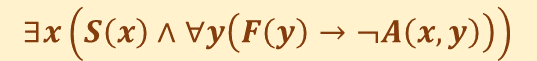 ∃x(S(x) ∧ ∀y(F(y) → ¬A(x, y)))